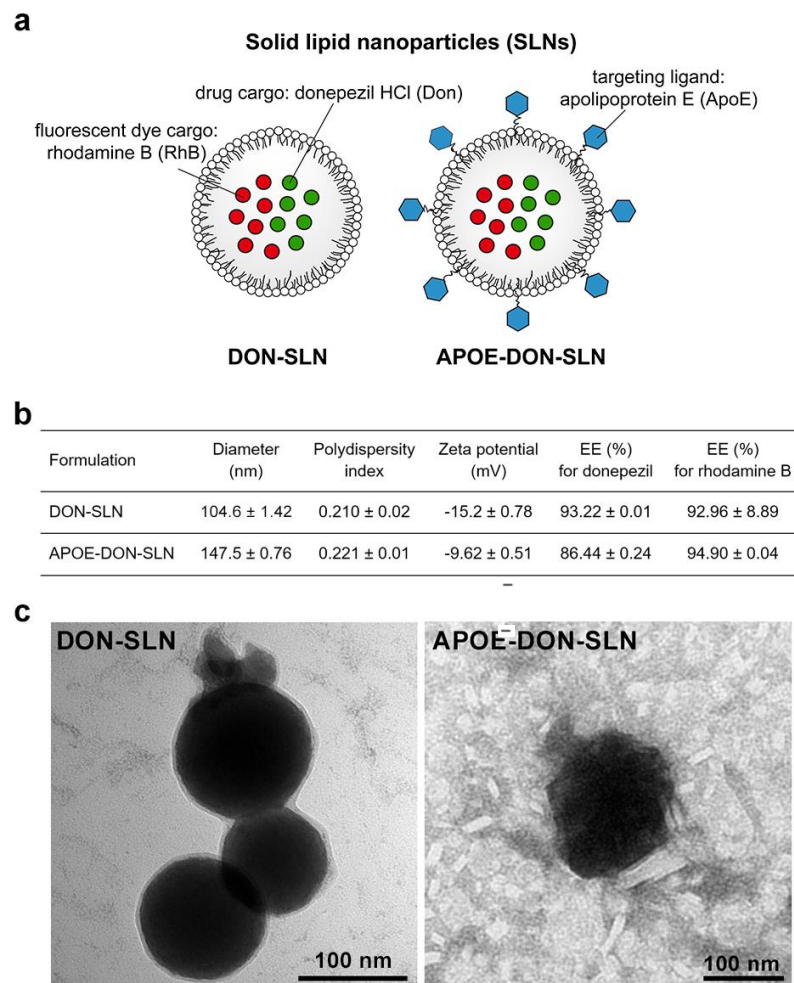 a
Solid lipid nanoparticles (SLNs)
drug cargo: donepezil HCl (Don)
fluorescent dye cargo:
rhodamine B (RhB)
targeting ligand:
apolipoprotein E (ApoE)
DON-SLN
APOE-DON-SLN
b
Formulation Diameter (nm) Polydispersity index Zeta potential (mV) EE (%) for donepezil EE (%) for rhodamine B
DON-SLN 104.6 ± 1.42 0.210 ± 0.02 -15.2 ± 0.78 93.22 ± 0.01 92.96 ± 8.89
APOE-DON-SLN 147.5 ± 0.76 0.221 ± 0.01 -9.62 ± 0.51 86.44 ± 0.24 94.90 ± 0.04
c
DON-SLN
100 nm
APOE-DON-SLN
100 nm